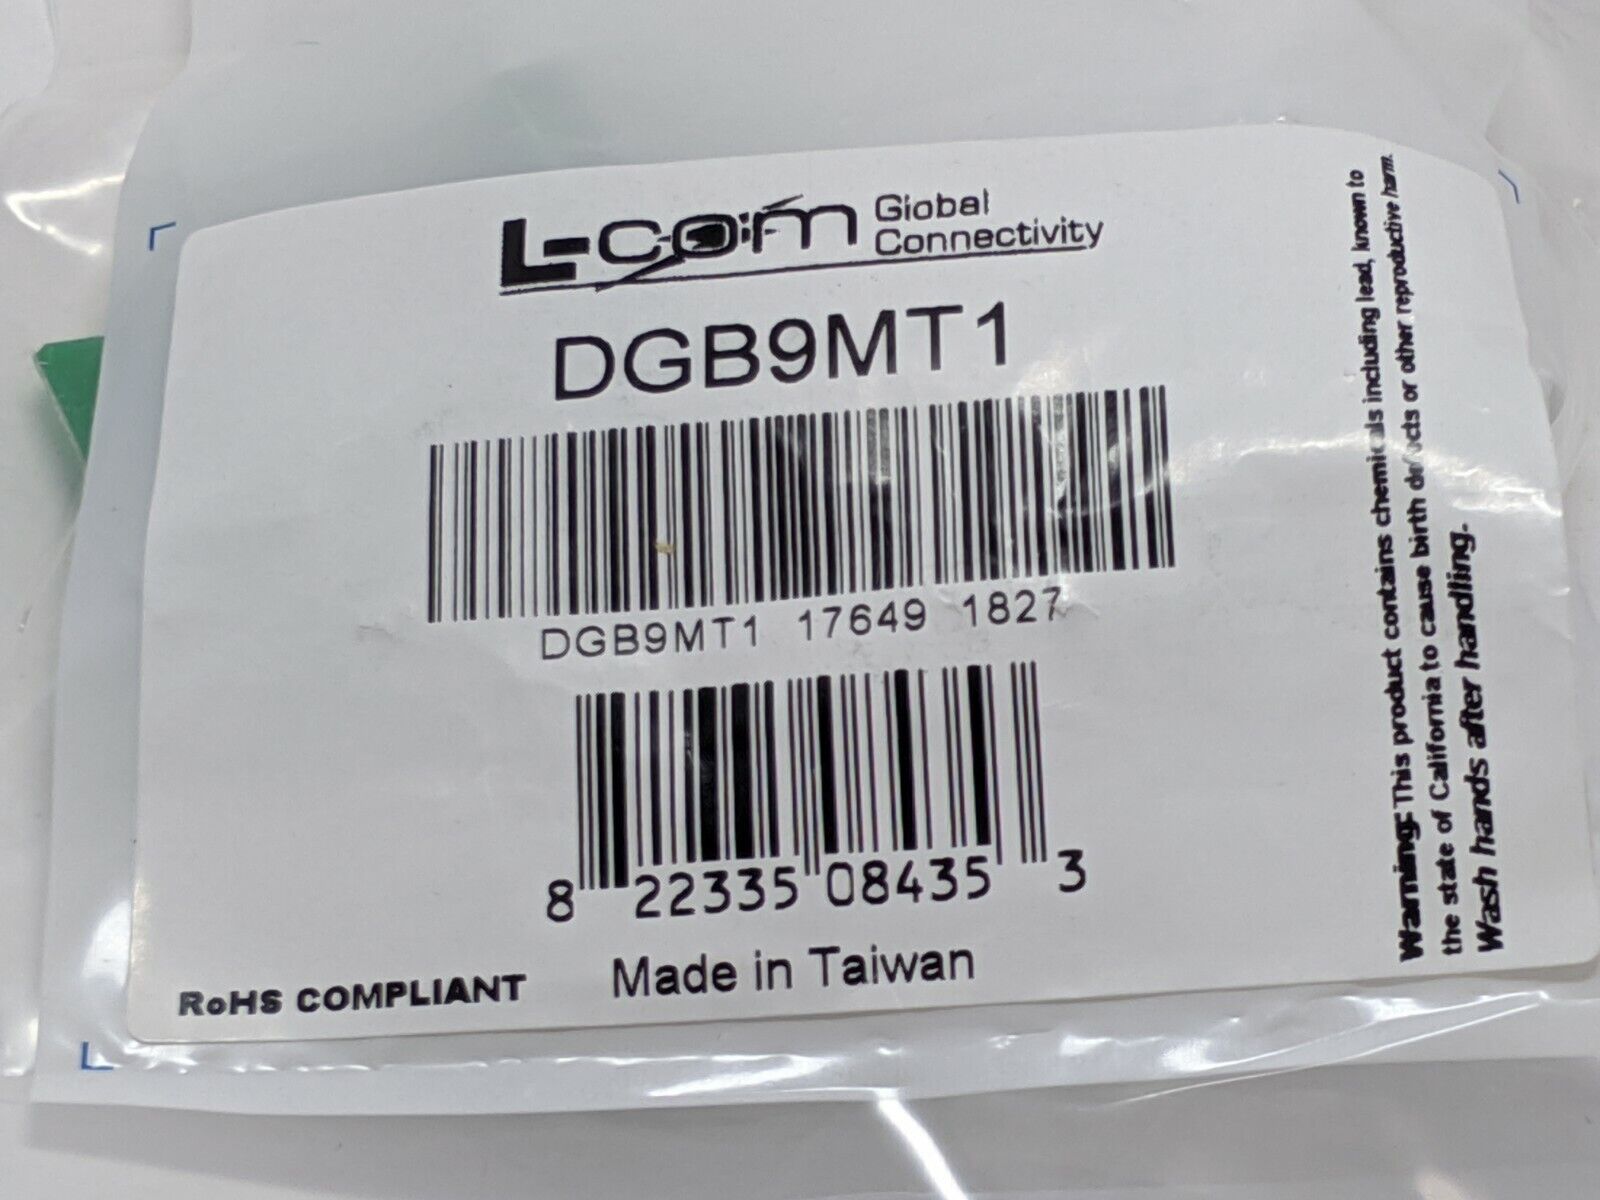 L-com Global
Connectivity
DGB9MT1
DGB9MT1 17649 1827
8 22335 08435 3
Made in Taiwan
RoHS COMPLIANT
Warning: This product contains chemicals including lead, known to
the state of California to cause birth defects or other reproductive harm.
Wash hands after handling.